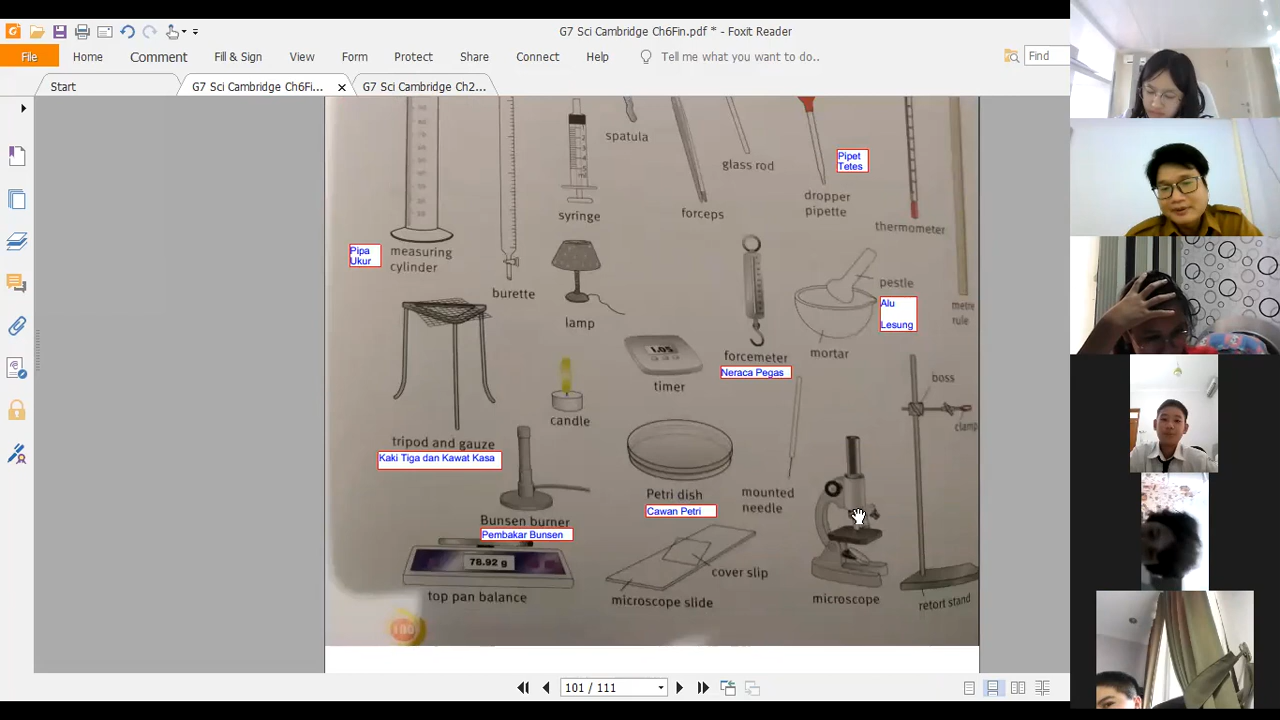 G7 Sci Cambridge Ch6Fin.pdf * - Foxit Reader
File
Home
Comment
Fill & Sign
View
Form
Protect
Share
Connect
Help
Tell me what you want to do..
Find
Start
G7 Sci Cambridge Ch6Fi...
G7 Sci Cambridge Ch2...
spatula
glass rod
Pipet
Tetes
dropper
pipette
syringe
forceps
thermometer
Pipa
Ukur
measuring
cylinder
burette
pestle
Alu
Lesung
metre
rule
lamp
1.05
forcemeter
mortar
Neraca Pegas
timer
boss
candle
clamp
tripod and gauze
Kaki Tiga dan Kawat Kasa
Petri dish
Cawan Petri
mounted
needle
Bunsen burner
Pembakar Bunsen
78.92 g
cover slip
top pan balance
microscope slide
microscope
retort stand
100
101 / 111